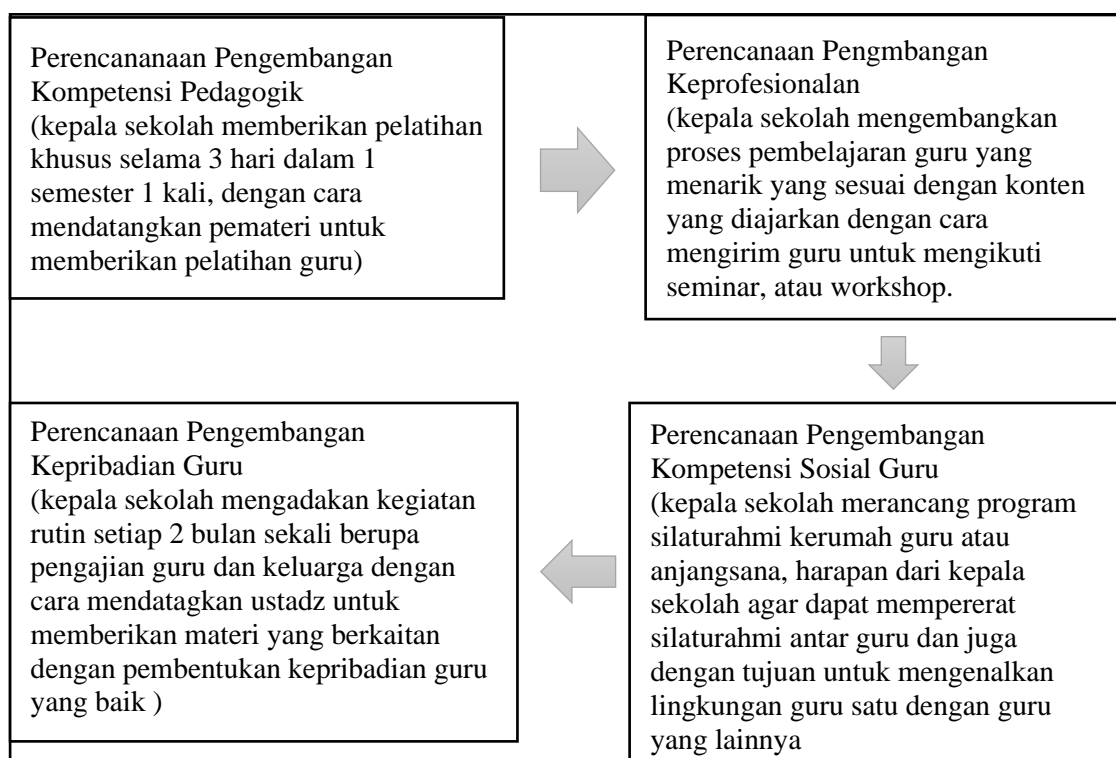 Perencananaan Pengembangan
Kompetensi Pedagogik
(kepala sekolah memberikan pelatihan
khusus selama 3 hari dalam 1
semester 1 kali, dengan cara
mendatangkan pemateri untuk
memberikan pelatihan guru)
Perencanaan Pengmbangan
Keprofesionalan
(kepala sekolah mengembangkan
proses pembelajaran guru yang
menarik yang sesuai dengan konten
yang diajarkan dengan cara
mengirim guru untuk mengikuti
seminar, atau workshop.
Perencanaan Pengembangan
Kompetensi Sosial Guru
(kepala sekolah merancang program
silaturahmi kerumah guru atau
anjangsana, harapan dari kepala
sekolah agar dapat mempererat
silaturahmi antar guru dan juga
dengan tujuan untuk mengenalkan
lingkungan guru satu dengan guru
yang lainnya
Perencanaan Pengembangan
Kepribadian Guru
(kepala sekolah mengadakan kegiatan
rutin setiap 2 bulan sekali berupa
pengajian guru dan keluarga dengan
cara mendatagkan ustadz untuk
memberikan materi yang berkaitan
dengan pembentukan kepribadian guru
yang baik )